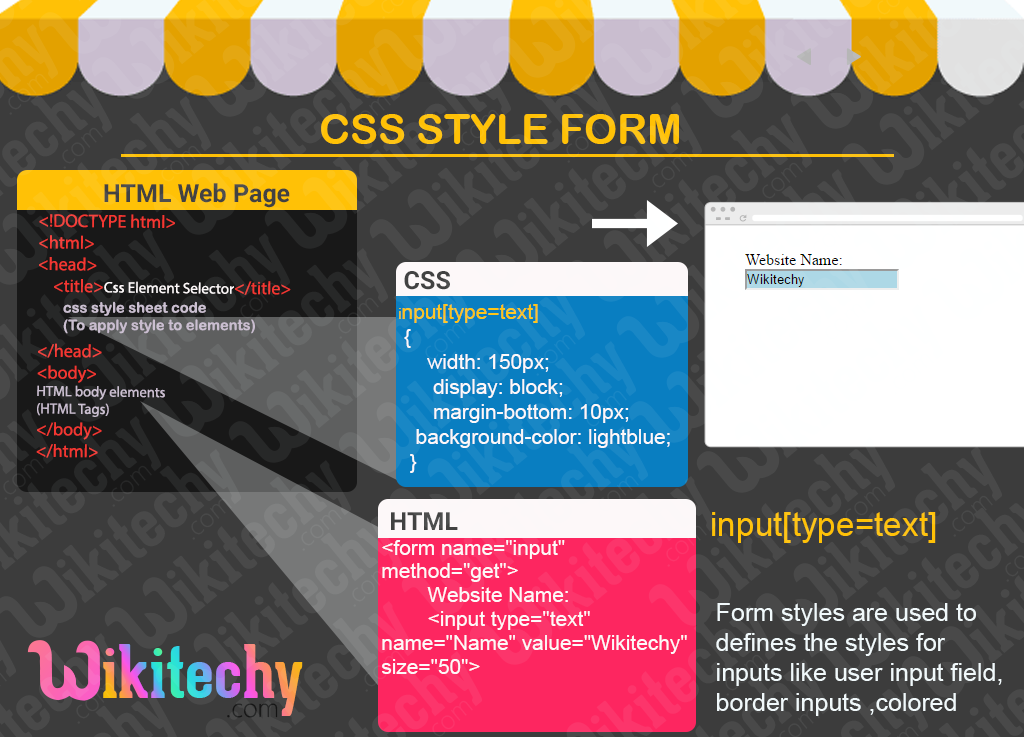 CSS STYLE FORM
HTML Web Page
<!DOCTYPE html>
<html>
<head>
<title>Css Element Selector</title>
css style sheet code
(To apply style to elements)
</head>
<body>
HTML body elements
(HTML Tags)
</body>
</html>
CSS
input[type=text]
{
width: 150px;
display: block;
margin-bottom: 10px;
background-color: lightblue;
}
HTML
<form name="input"
method="get">
Website Name:
<input type="text"
name="Name" value="Wikitechy"
size="50">
Website Name:
Wikitechy
input[type=text]
Form styles are used to
defines the styles for
inputs like user input field,
border inputs ,colored
Wikitechy
.com